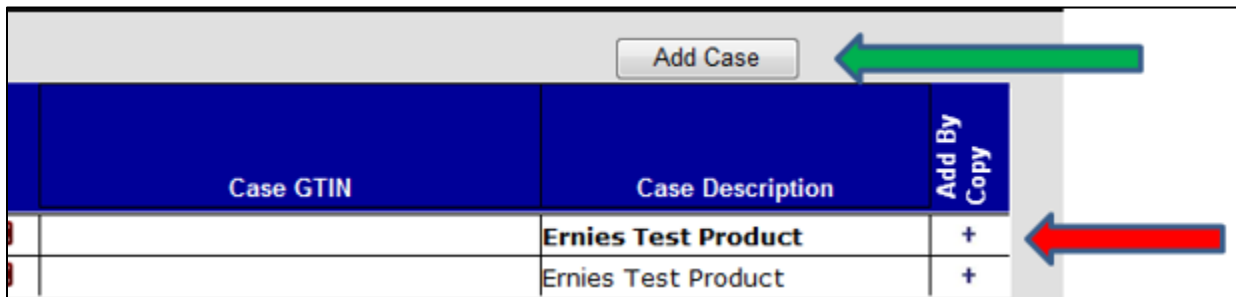 Add Case
Case GTIN
Case Description
Add By
Copy
Ernies Test Product +
Ernies Test Product +